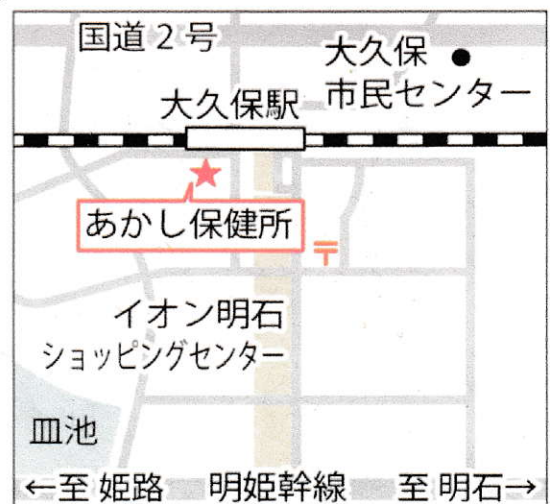 国道2号
大久保
市民センター
大久保駅
あかし保健所
〒
イオン明石
ショッピングセンター
皿池
←至 姫路 明姫幹線 至 明石→